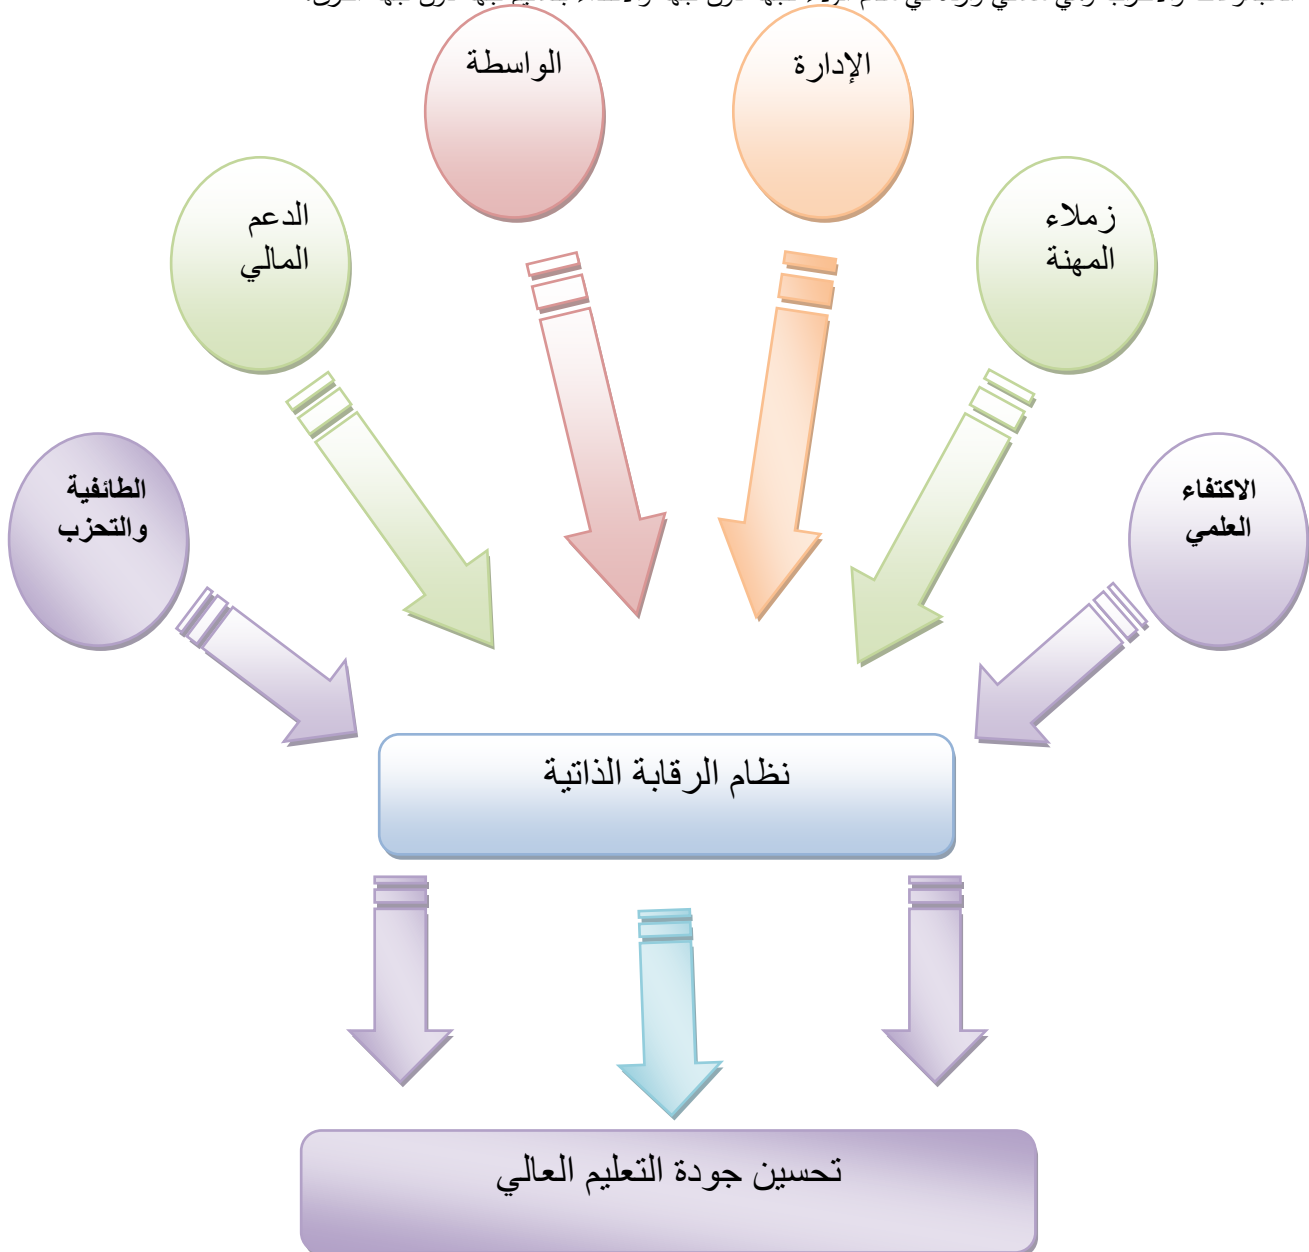 الإدارة
الواسطة
زملاء
المهنة
الدعم
المالي
الاكتفاء
العلمي
الطائفية
والتحزب
نظام الرقابة الذاتية
تحسين جودة التعليم العالي